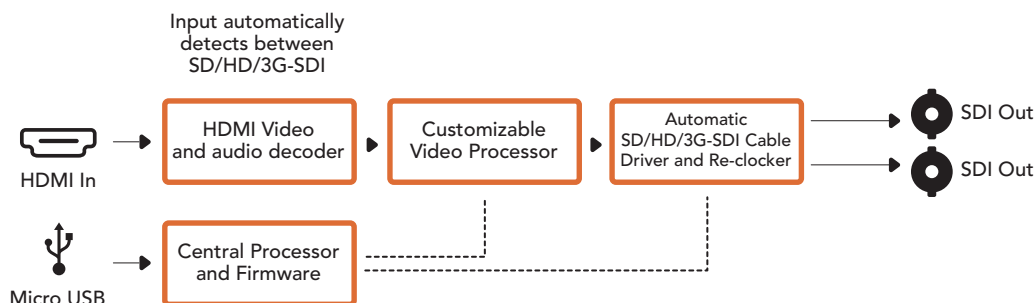 Input automatically
detects between
SD/HD/3G-SDI
HDMI In
HDMI Video
and audio decoder
Customizable
Video Processor
Automatic
SD/HD/3G-SDI Cable
Driver and Re-clocker
SDI Out
SDI Out
Micro USB
Central Processor
and Firmware